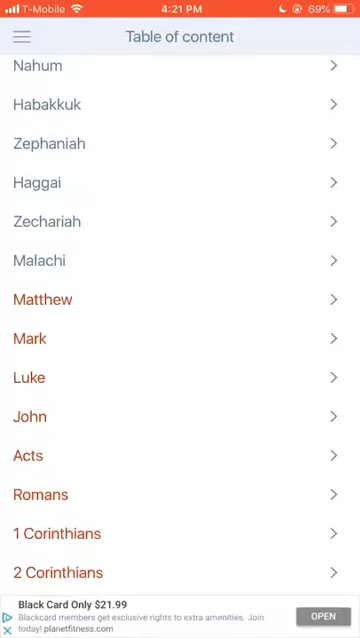 T-Mobile 4:21 PM 69%
Table of content
Nahum
Habakkuk
Zephaniah
Haggai
Zechariah
Malachi
Matthew
Mark
Luke
John
Acts
Romans
1 Corinthians
2 Corinthians
Black Card Only $21.99
Blackcard members get exclusive rights to extra amenities. Join
today! planetfitness.com
OPEN